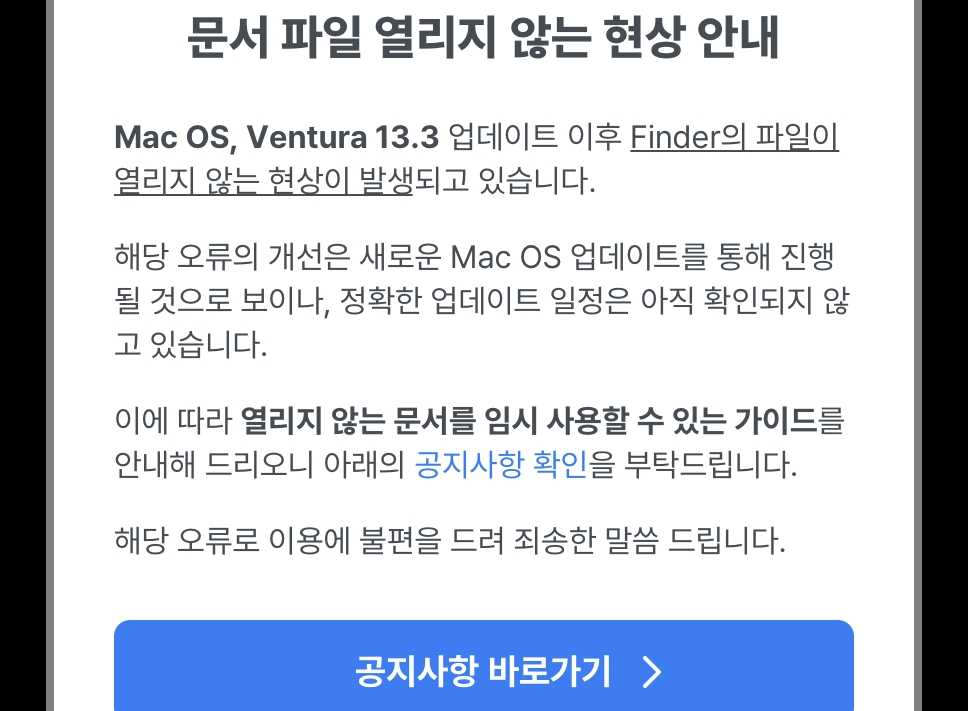 문서 파일 열리지 않는 현상 안내
Mac OS, Ventura 13.3 업데이트 이후 Finder의 파일이
열리지 않는 현상이 발생되고 있습니다.
해당 오류의 개선은 새로운 Mac OS 업데이트를 통해 진행
될 것으로 보이나, 정확한 업데이트 일정은 아직 확인되지 않
고 있습니다.
이에 따라 열리지 않는 문서를 임시 사용할 수 있는 가이드를
안내해 드리오니 아래의 공지사항 확인을 부탁드립니다.
해당 오류로 이용에 불편을 드려 죄송한 말씀 드립니다.
공지사항 바로가기